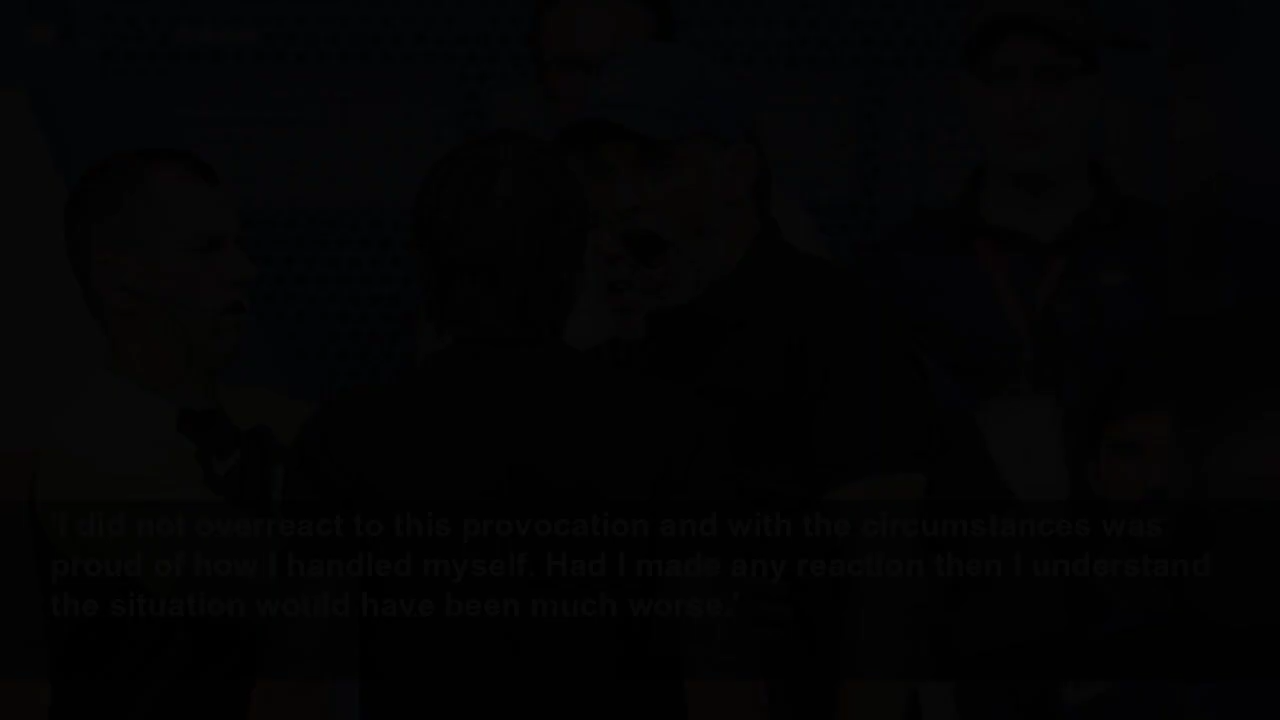 'I did not overreact to this provocation and with the circumstances was
proud of how I handled myself. Had I made any reaction then I understand
the situation would have been much worse.'